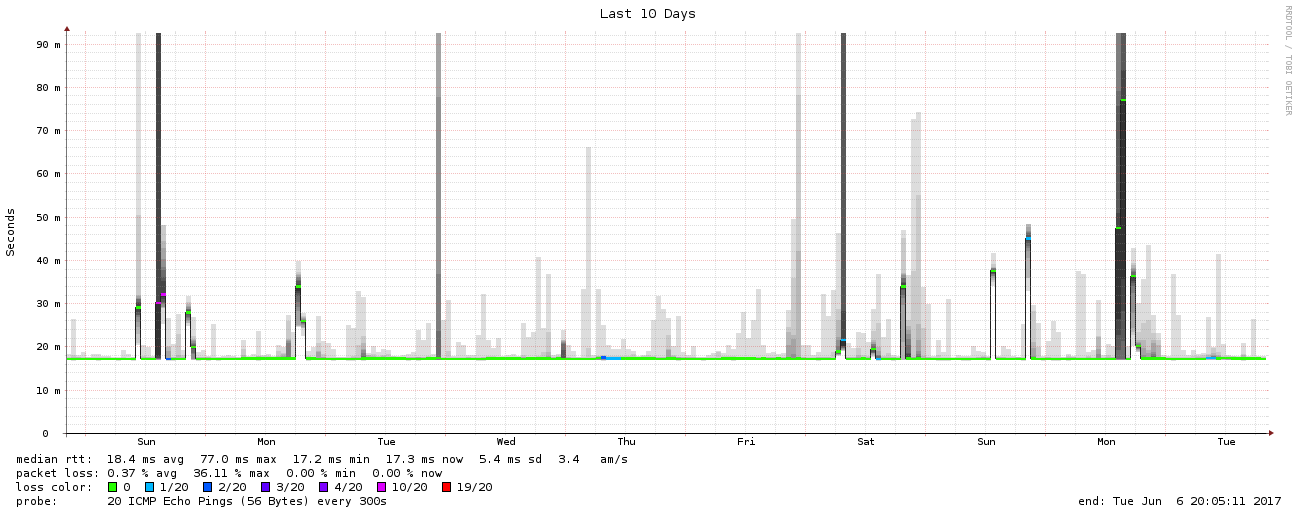 Last 10 Days
RRDTOOL / TOBI OETIKER
Seconds
90 m
80 m
70 m
60 m
50 m
40 m
30 m
20 m
10 m
0
Sun Mon Tue Wed Thu Fri Sat Sun Mon Tue
median rtt: 18.4 ms avg 77.0 ms max 17.2 ms min 17.3 ms now 5.4 ms sd 3.4 am/s
packet loss: 0.37 % avg 36.11 % max 0.00 % min 0.00 % now
loss color: 0 1/20 2/20 3/20 4/20 10/20 19/20
probe: 20 ICMP Echo Pings (56 Bytes) every 300s end: Tue Jun 6 20:05:11 2017